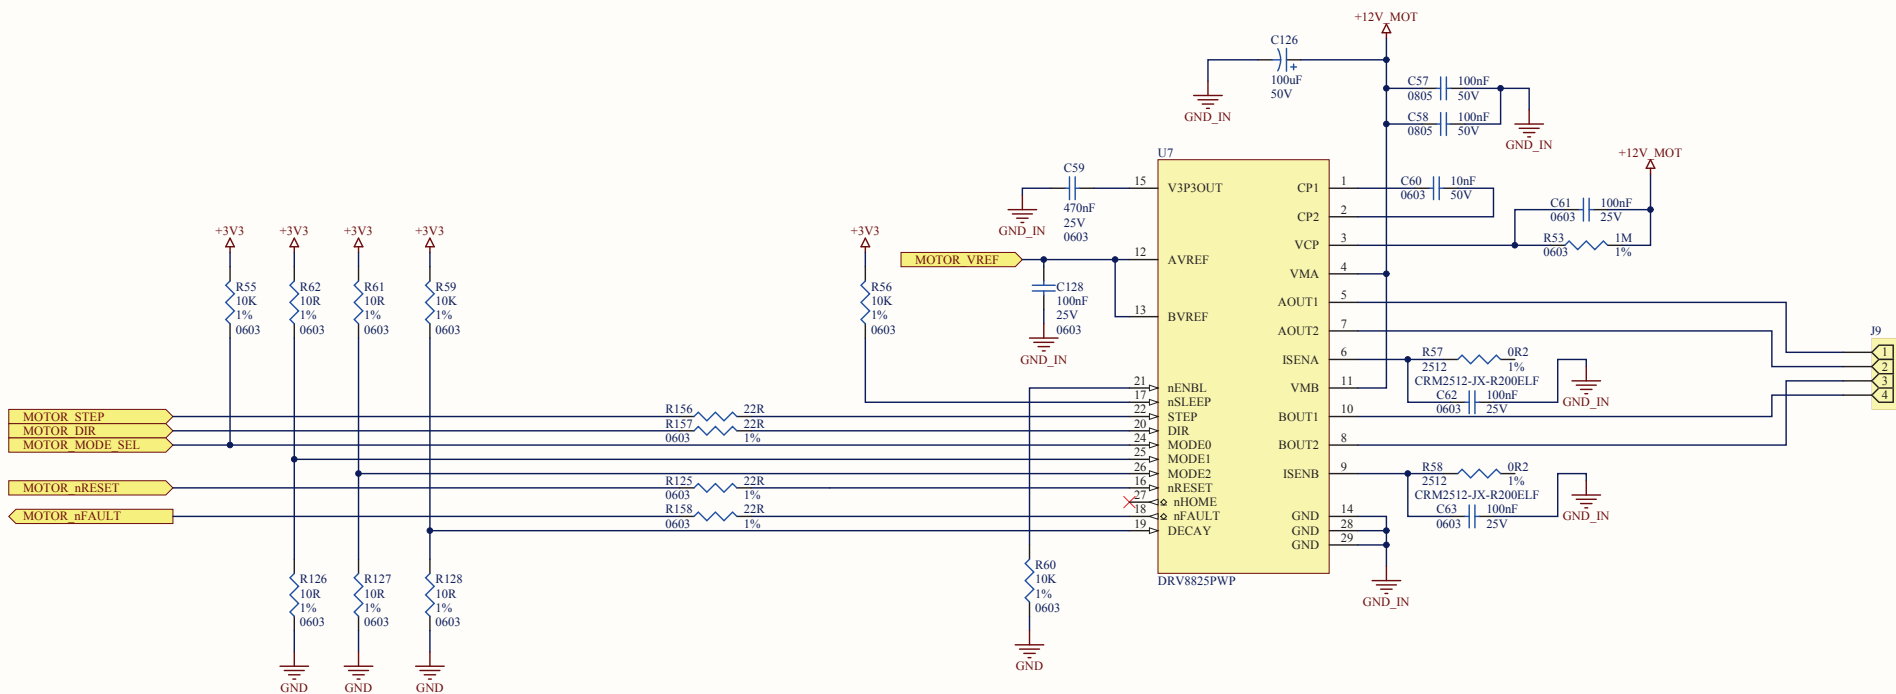 +12V_MOT
C126
100uF
50V
GND_IN
C57 100nF
0805 50V
C58 100nF
0805 50V
GND_IN
+12V_MOT
U7
C59
470nF
25V
0603
GND_IN
15 V3P3OUT
CP1 1
C60 10nF
0603 50V
CP2 2
C61 100nF
0603 25V
VCP 3
R53 1M
0603 1%
+3V3
+3V3
+3V3
+3V3
+3V3
MOTOR_VREF
12 AVREF
VMA 4
R55
10K
1%
0603
R62
10R
1%
0603
R61
10R
1%
0603
R59
10K
1%
0603
R56
10K
1%
0603
C128
100nF
25V
0603
GND_IN
13 BVREF
AOUT1 5
AOUT2 7
J9
1
2
3
4
ISENA 6
R57 0R2
2512 1%
CRM2512-JX-R200ELF
C62 100nF
0603 25V
GND_IN
21 nENBL
VMB 11
17 nSLEEP
MOTOR_STEP
R156 22R
22 STEP
BOUT1 10
MOTOR_DIR
R157 22R
0603 1%
20 DIR
MOTOR_MODE_SEL
24 MODE0
BOUT2 8
25 MODE1
26 MODE2
ISENB 9
R58 0R2
2512 1%
CRM2512-JX-R200ELF
C63 100nF
0603 25V
GND_IN
MOTOR_nRESET
R125 22R
0603 1%
16 nRESET
27 nHOME
MOTOR_nFAULT
R158 22R
0603 1%
18 nFAULT
GND 14
19 DECAY
GND 28
GND 29
R126
10R
1%
0603
R127
10R
1%
0603
R128
10R
1%
0603
R60
10K
1%
0603
DRV8825PWP
GND_IN
GND
GND
GND
GND